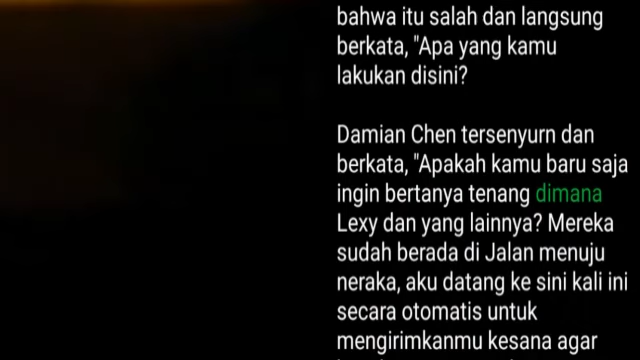 bahwa itu salah dan langsung
berkata, "Apa yang kamu
lakukan disini?
Damian Chen tersenyurn dan
berkata, "Apakah kamu baru saja
ingin bertanya tenang dimana
Lexy dan yang lainnya? Mereka
sudah berada di Jalan menuju
neraka, aku datang ke sini kali ini
secara otomatis untuk
mengirimkanmu kesana agar